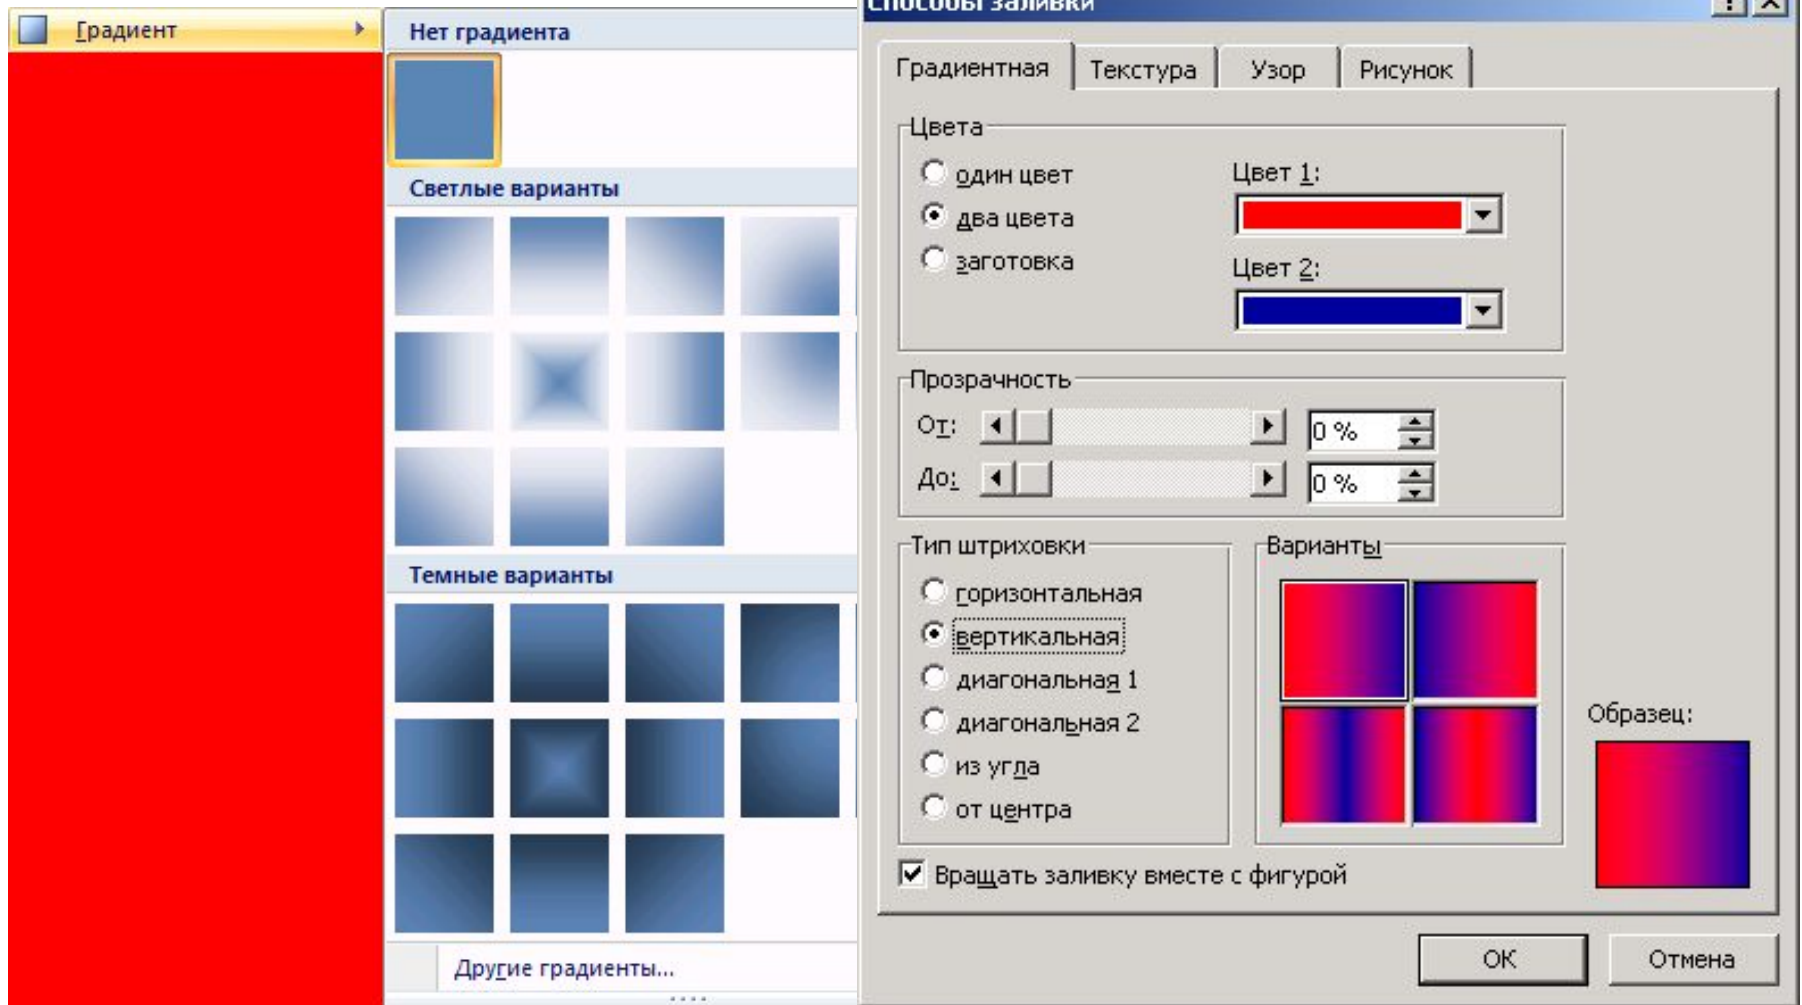 Градиент
Нет градиента
Светлые варианты
Темные варианты
Другие градиенты...
Способы заливки
Градиентная
Текстура
Узор
Рисунок
Цвета
один цвет
два цвета
заготовка
Цвет 1:
Цвет 2:
Прозрачность
От:
0 %
До:
0 %
Тип штриховки
горизонтальная
вертикальная
диагональная 1
диагональная 2
из угла
от центра
Варианты
Образец:
Вращать заливку вместе с фигурой
ОК
Отмена